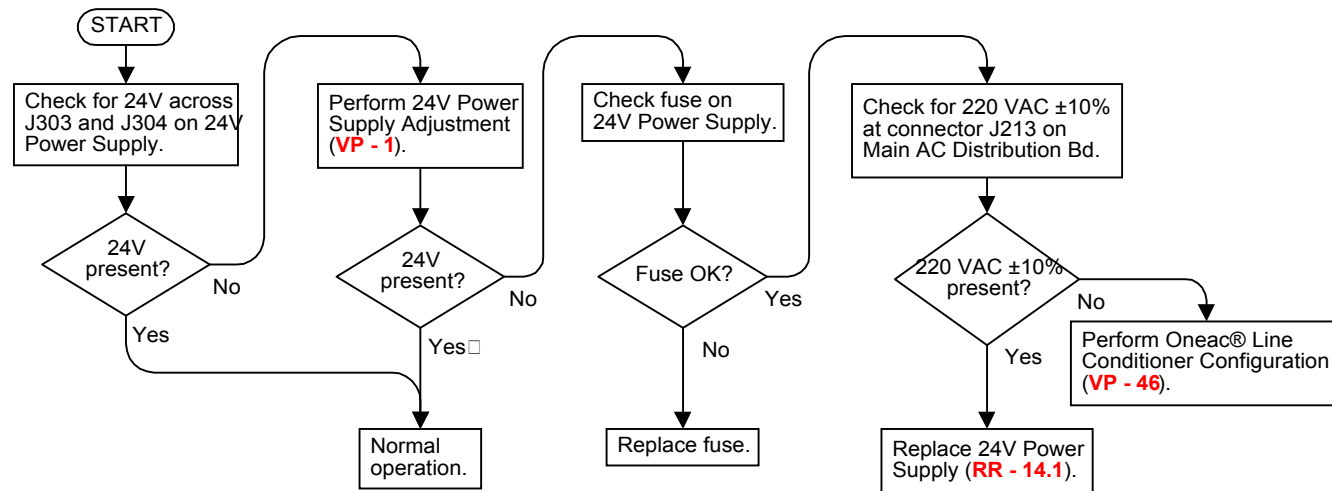 START
Check for 24V across
J303 and J304 on 24V
Power Supply.
24V
present?
No
Yes
Perform 24V Power
Supply Adjustment
(VP - 1).
24V
present?
No
Yes□
Normal
operation.
Check fuse on
24V Power Supply.
Fuse OK?
Yes
No
Replace fuse.
Check for 220 VAC ±10%
at connector J213 on
Main AC Distribution Bd.
220 VAC ±10%
present?
No
Yes
Perform Oneac® Line
Conditioner Configuration
(VP - 46).
Replace 24V Power
Supply (RR - 14.1).